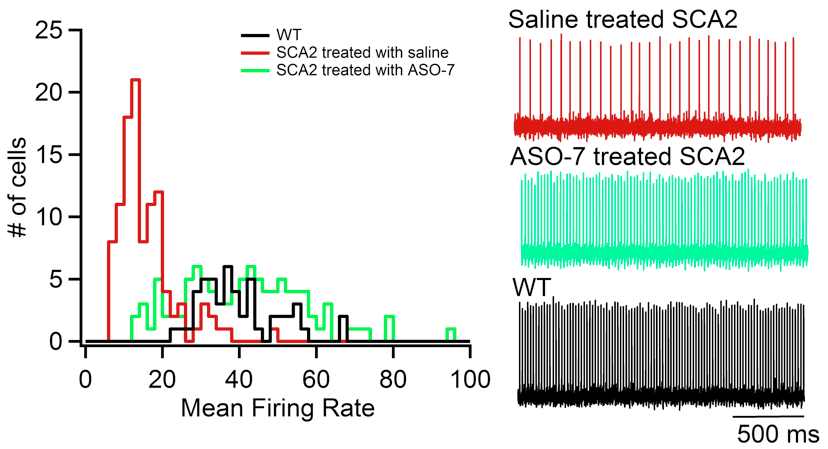 25
20
15
10
5
0
# of cells
0 20 40 60 80 100
Mean Firing Rate
WT
SCA2 treated with saline
SCA2 treated with ASO-7
Saline treated SCA2
ASO-7 treated SCA2
WT
500 ms